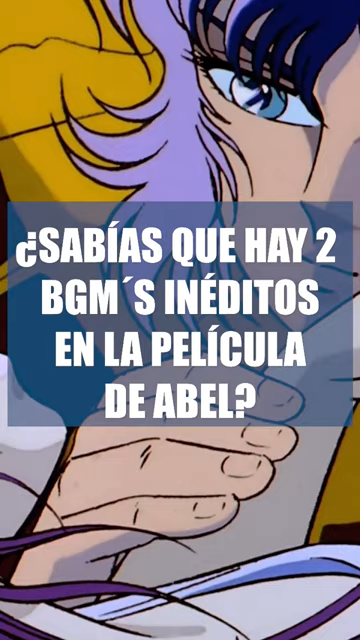 ¿SABÍAS QUE HAY 2
BGM´S INÉDITOS
EN LA PELÍCULA
DE ABEL?